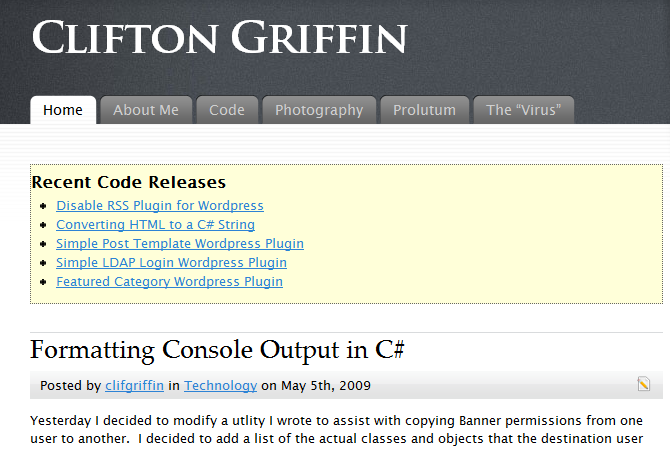 Clifton Griffin
Home About Me Code Photography Prolutum The “Virus”
Recent Code Releases
Disable RSS Plugin for Wordpress
Converting HTML to a C# String
Simple Post Template Wordpress Plugin
Simple LDAP Login Wordpress Plugin
Featured Category Wordpress Plugin
Formatting Console Output in C#
Posted by clifgriffin in Technology on May 5th, 2009
Yesterday I decided to modify a utlity I wrote to assist with copying Banner permissions from one
user to another.  I decided to add a list of the actual classes and objects that the destination user